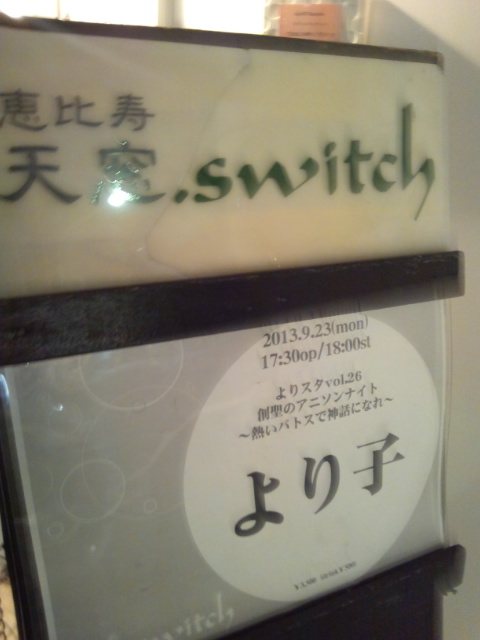 恵比寿
天窓.switch
2013.9.23(mon)
17:30op/18:00st
よりスタvol.26
創聖のアニソンナイト
～熱いパトスで神話になれ～
より子
switch